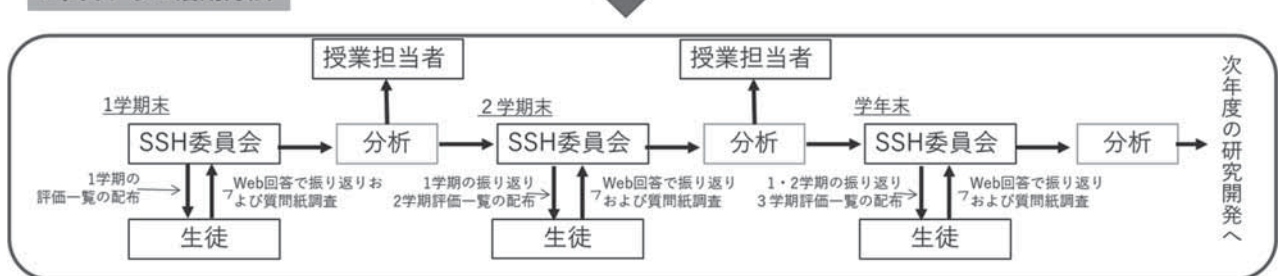 授業担当者
授業担当者
1学期末
2学期末
学年末
SSH委員会
分析
SSH委員会
分析
SSH委員会
分析
1学期の
評価一覧の配布
Web回答で振り返りお
よび質問紙調査
1学期の振り返り
2学期評価一覧の配布
Web回答で振り返り
および質問紙調査
1・2学期の振り返り
3学期評価一覧の配布
Web回答で振り返り
および質問紙調査
生徒
生徒
生徒
次年度の研究開発へ